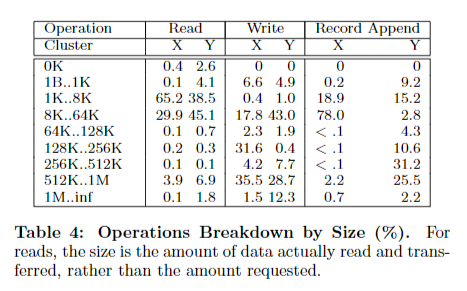 Operation Read Write Record Append
Cluster X Y X Y X Y
0K 0.4 2.6 0 0 0 0
1B..1K 0.1 4.1 6.6 4.9 0.2 9.2
1K..8K 65.2 38.5 0.4 1.0 18.9 15.2
8K..64K 29.9 45.1 17.8 43.0 78.0 2.8
64K..128K 0.1 0.7 2.3 1.9 < .1 4.3
128K..256K 0.2 0.3 31.6 0.4 < .1 10.6
256K..512K 0.1 0.1 4.2 7.7 < .1 31.2
512K..1M 3.9 6.9 35.5 28.7 2.2 25.5
1M..inf 0.1 1.8 1.5 12.3 0.7 2.2
Table 4: Operations Breakdown by Size (%). For
reads, the size is the amount of data actually read and trans-
ferred, rather than the amount requested.